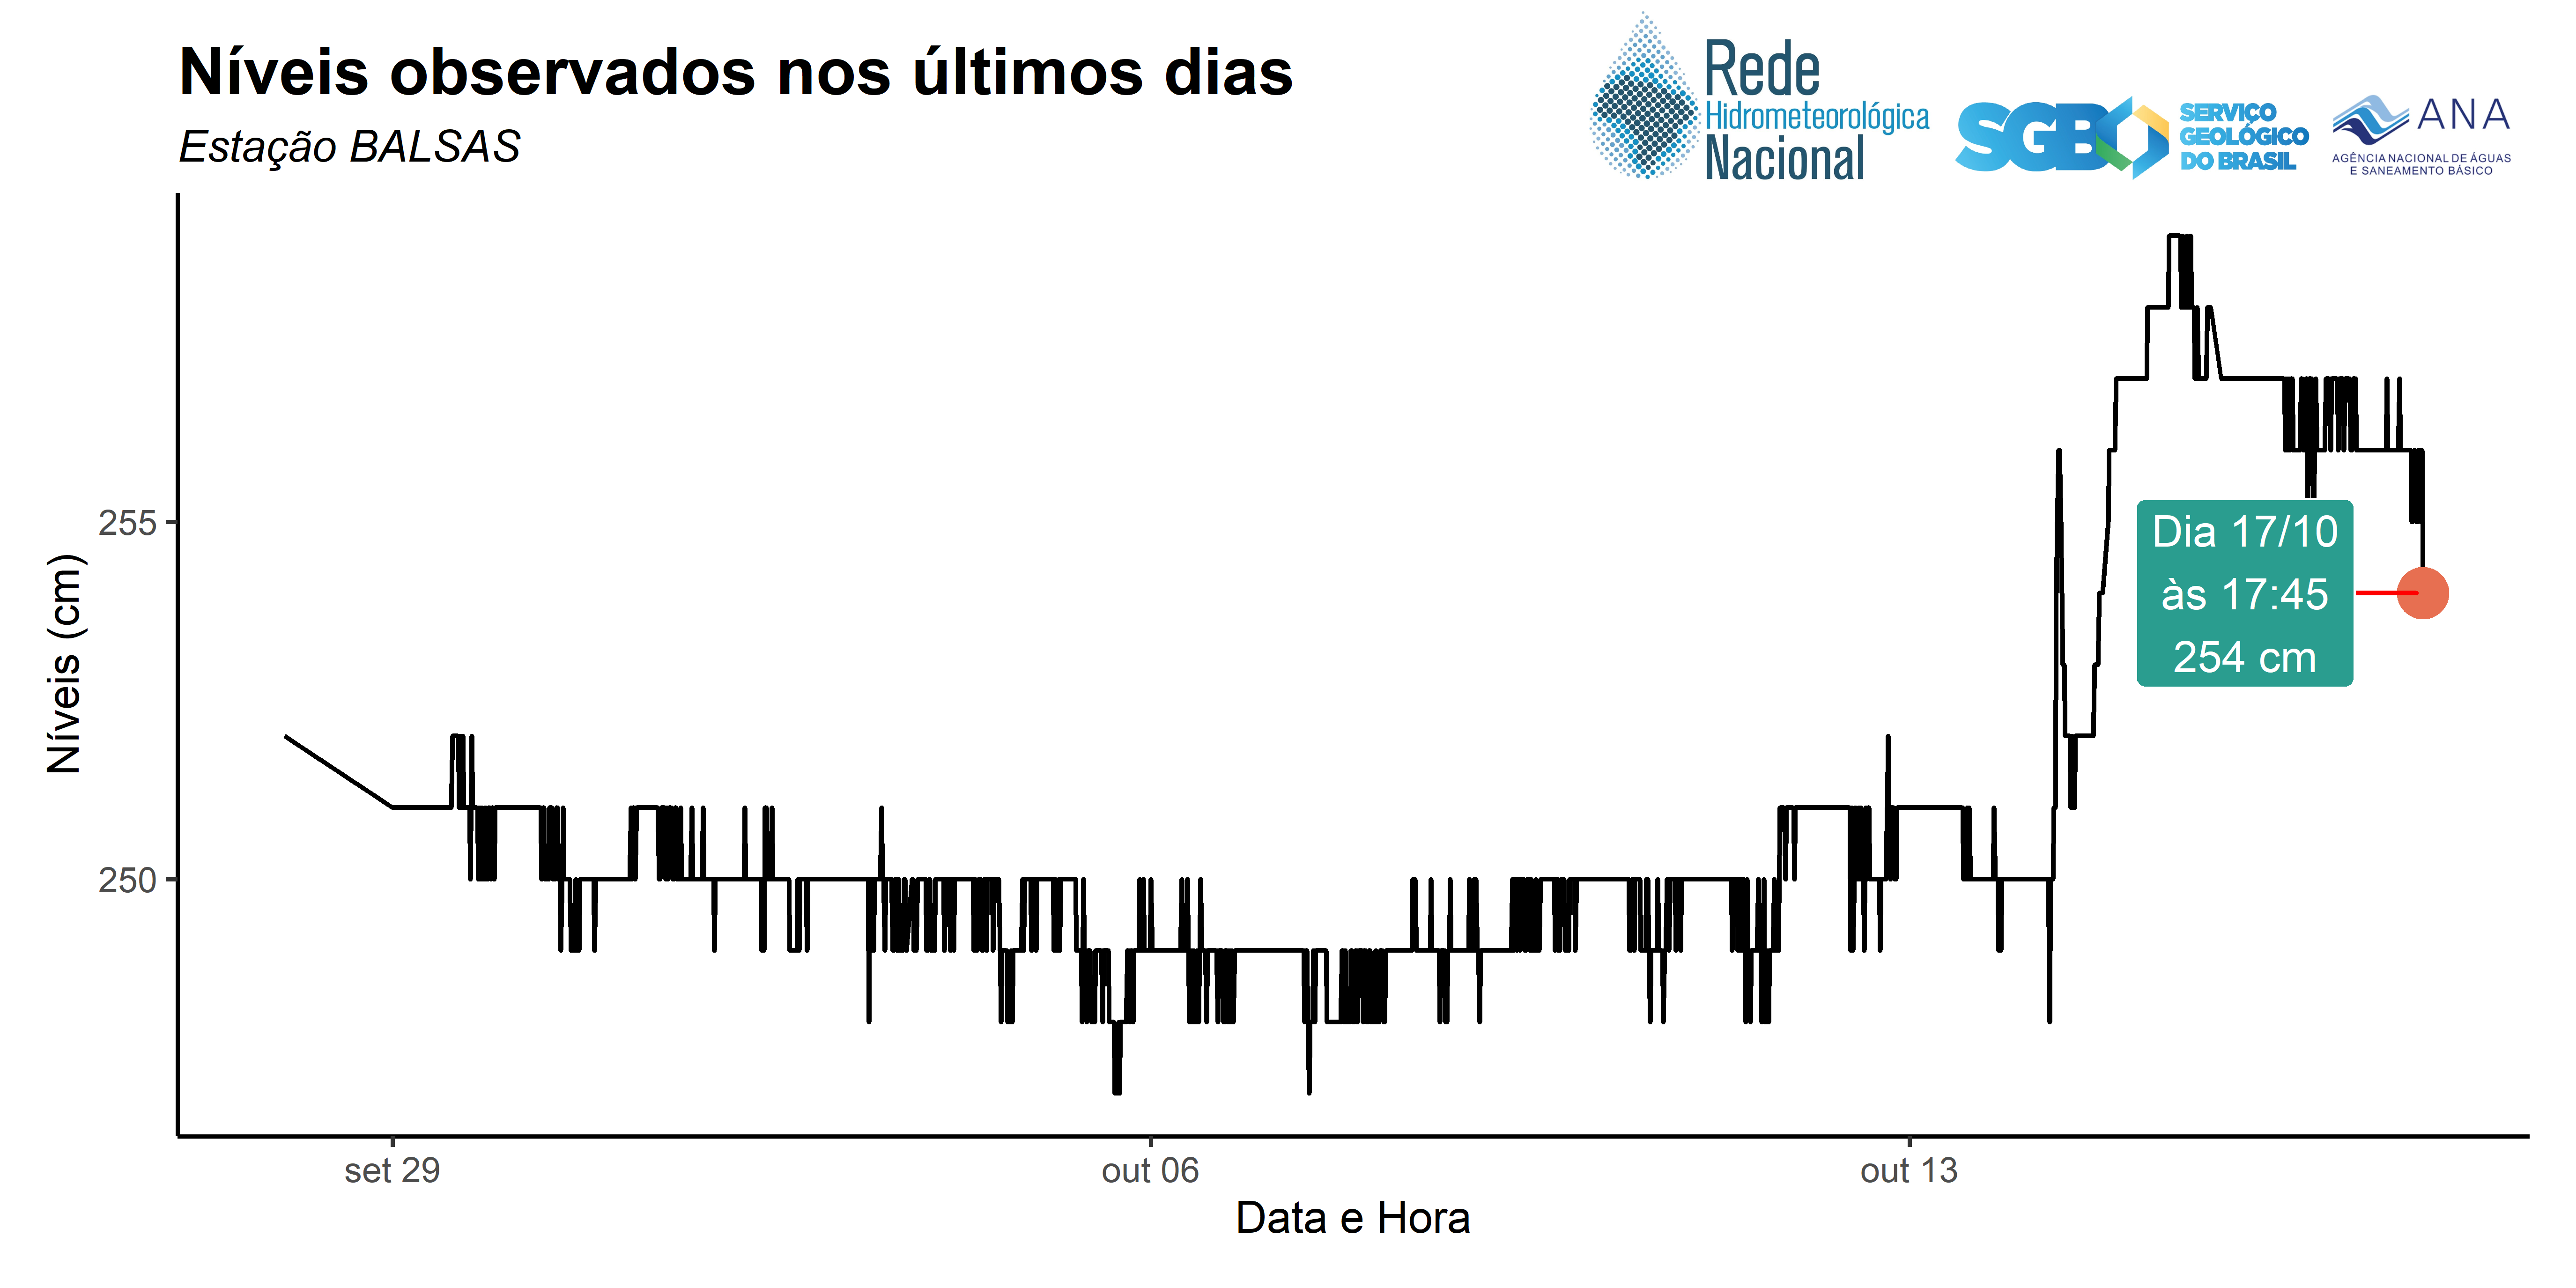 Níveis observados nos últimos dias
Estação BALSAS
Rede
Hidrometeorológica
Nacional
SGB
SERVIÇO
GEOLÓGICO
DO BRASIL
ANA
AGÊNCIA NACIONAL DE ÁGUAS
E SANEAMENTO BÁSICO
Níveis (cm)
255
250
Dia 17/10
às 17:45
254 cm
set 29
out 06
out 13
Data e Hora